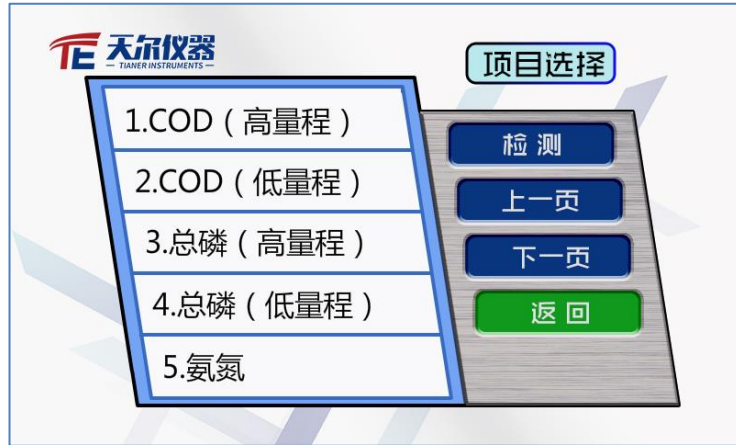 天尔仪器
TIANER INSTRUMENTS
项目选择
1.COD（高量程）
2.COD（低量程）
3.总磷（高量程）
4.总磷（低量程）
5.氨氮
检测
上一页
下一页
返回